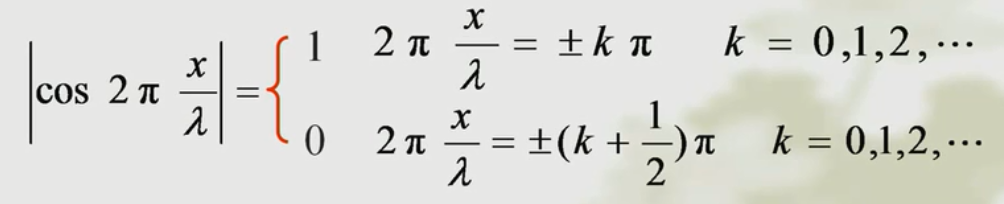 |cos 2π x/λ| = { 1 2π x/λ = ±kπ k = 0,1,2,⋯
0 2π x/λ = ±(k + 1/2)π k = 0,1,2,⋯